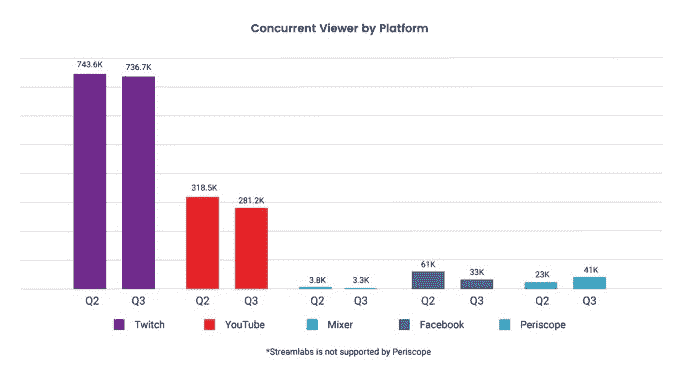 Concurrent Viewer by Platform
743.6K 736.7K
318.5K 281.2K
3.8K 3.3K
61K 33K
23K 41K
Q2 Q3 Q2 Q3 Q2 Q3 Q2 Q3 Q2 Q3
Twitch YouTube Mixer Facebook Periscope
*Streamlabs is not supported by Periscope